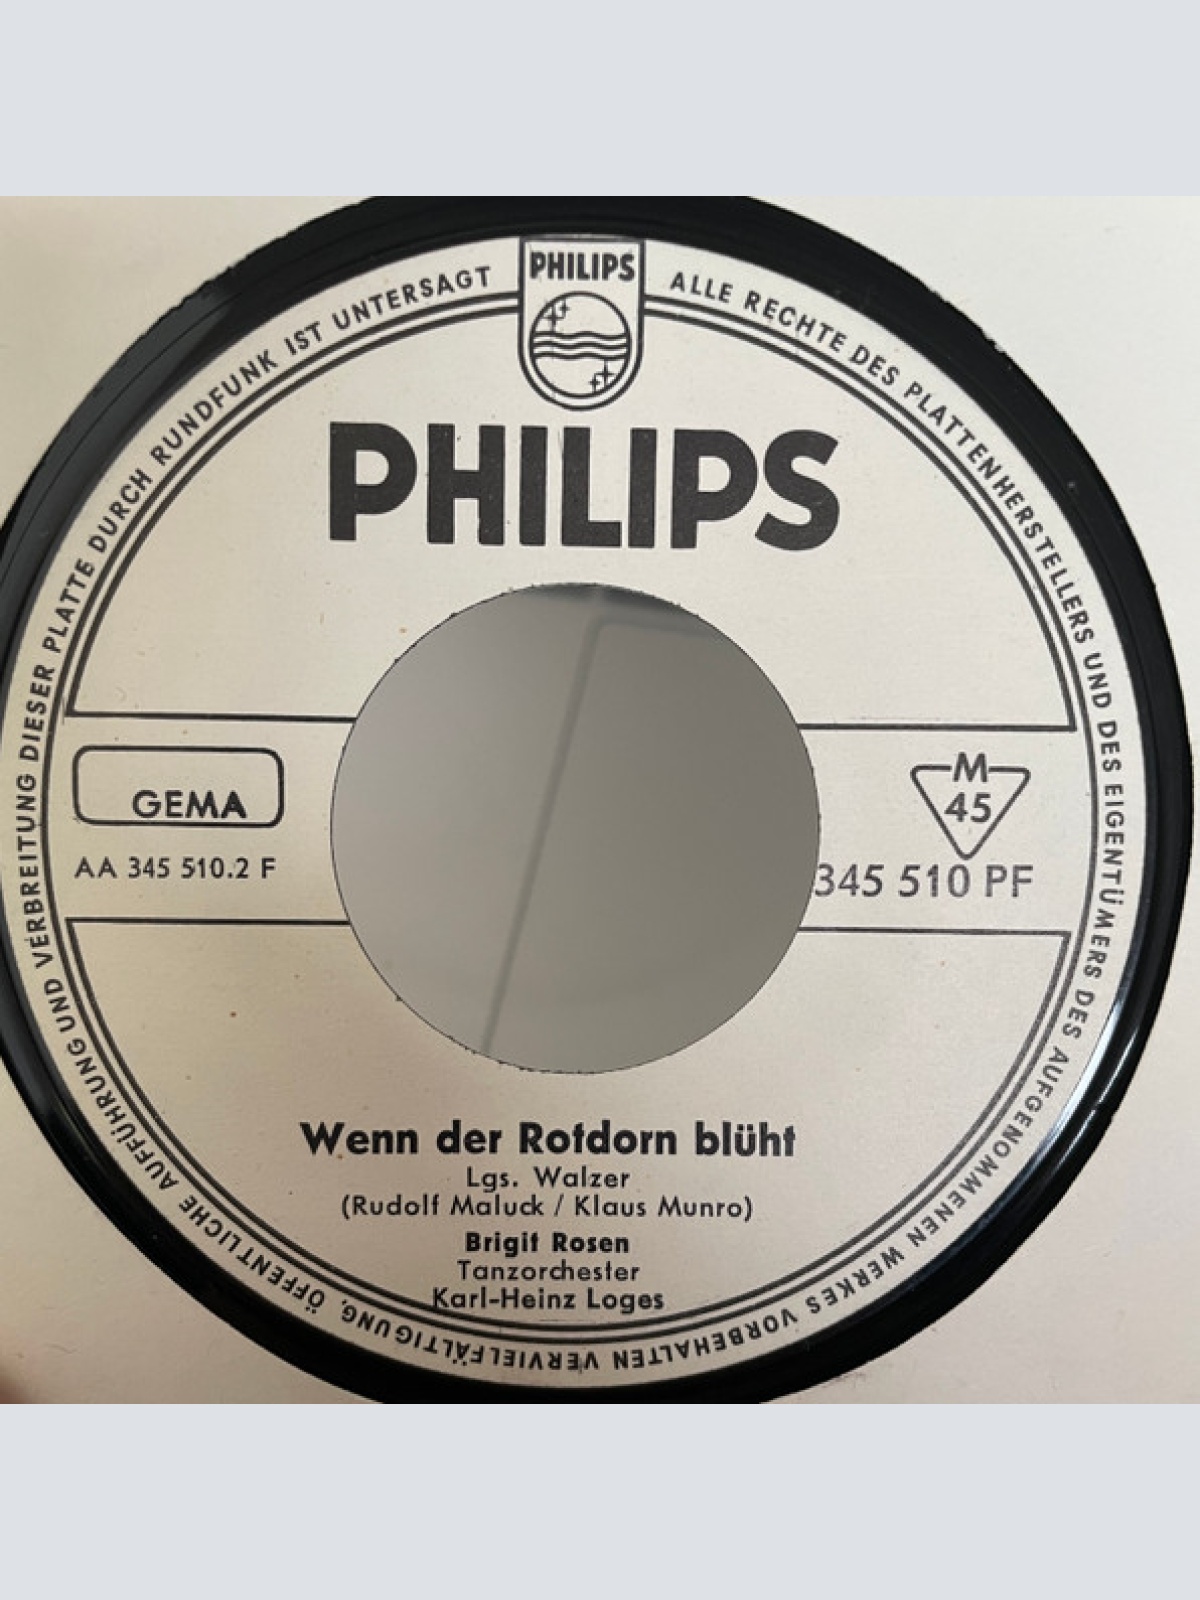 PHILIPS
ALLE RECHTE DES PLATTENHERSTELLERS UND DES EIGENTÜMERS DES AUFGENOMMENEN WERKES VORBEHALTEN VERVIELFÄLTIGUNG, ÖFFENTLICHE AUFFÜHRUNG UND VERBREITUNG DIESER PLATTE DURCH RUNDFUNK IST UNTERSAGT
PHILIPS
GEMA
AA 345 510.2 F
M
45
345 510 PF
Wenn der Rotdorn blüht
Lgs. Walzer
(Rudolf Maluck / Klaus Munro)
Brigit Rosen
Tanzorchester
Karl-Heinz Loges